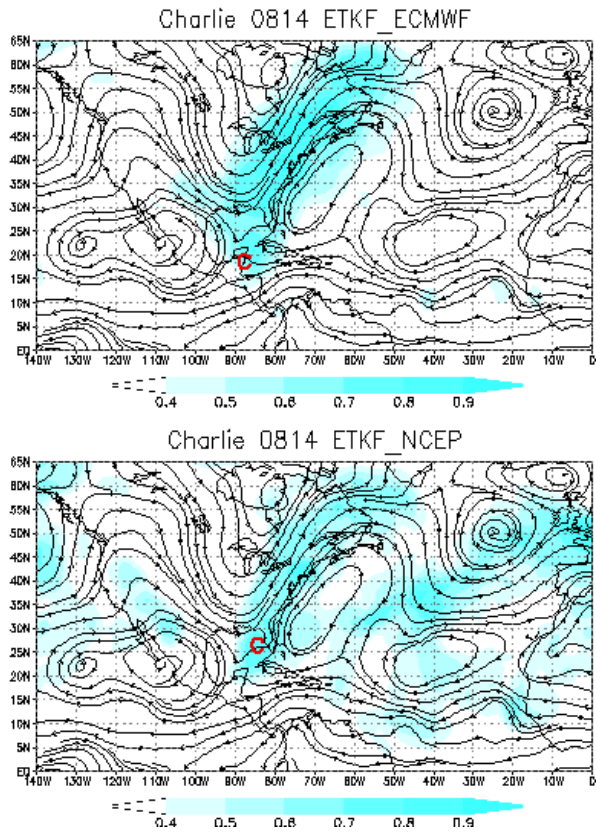 Charlie 0814 ETKF_ECMWF
65N
60N
55N
50N
45N
40N
35N
30N
25N
20N
C
15N
10N
5N
EQ
140W 130W 120W 110W 100W 90W 80W 70W 60W 50W 40W 30W 20W 10W 0
0.4 0.5 0.6 0.7 0.8 0.9
Charlie 0814 ETKF_NCEP
65N
60N
55N
50N
45N
40N
35N
30N
C
25N
20N
15N
10N
5N
EQ
140W 130W 120W 110W 100W 90W 80W 70W 60W 50W 40W 30W 20W 10W 0
0.4 0.5 0.6 0.7 0.8 0.9